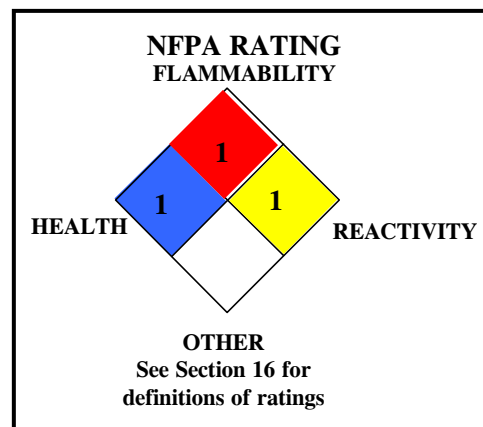 NFPA RATING
FLAMMABILITY
1
1
1
HEALTH
REACTIVITY
OTHER
See Section 16 for
definitions of ratings